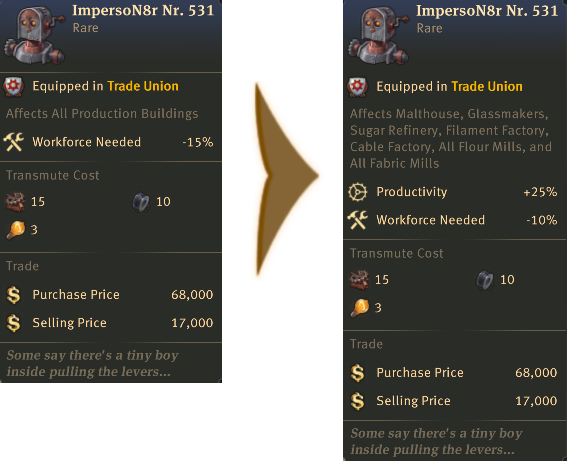 ImpersoN8r Nr. 531
Rare
Equipped in Trade Union
Affects All Production Buildings
Workforce Needed -15%
Transmute Cost
15 10
3
Trade
Purchase Price 68,000
Selling Price 17,000
Some say there's a tiny boy
inside pulling the levers...
ImpersoN8r Nr. 531
Rare
Equipped in Trade Union
Affects Malthouse, Glassmakers,
Sugar Refinery, Filament Factory,
Cable Factory, All Flour Mills, and
All Fabric Mills
Productivity +25%
Workforce Needed -10%
Transmute Cost
15 10
3
Trade
Purchase Price 68,000
Selling Price 17,000
Some say there's a tiny boy
inside pulling the levers...